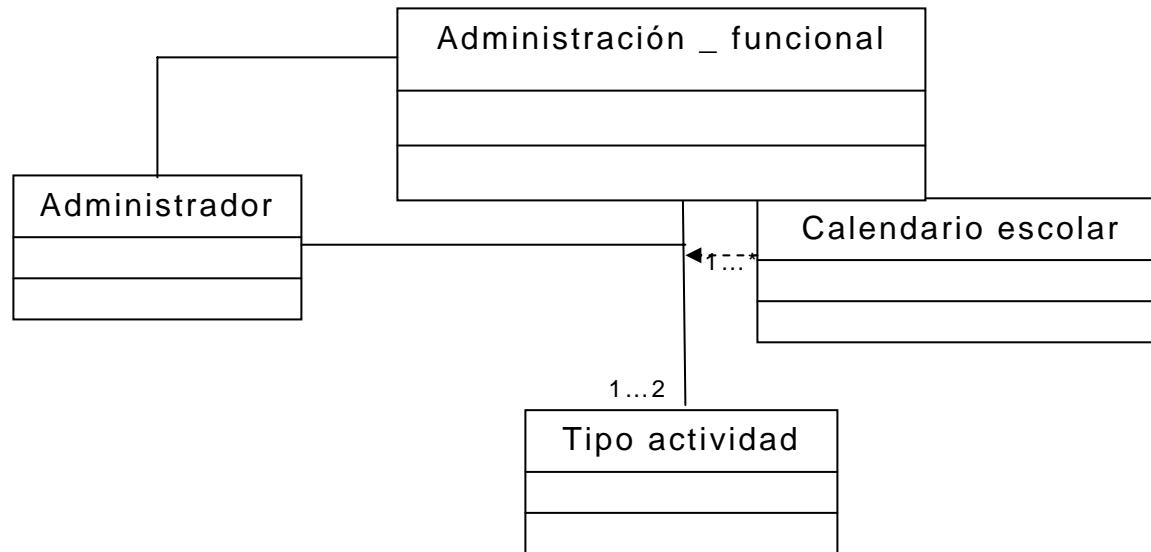 Administración _ funcional
Administrador
Calendario escolar
1...*
1...2
Tipo actividad